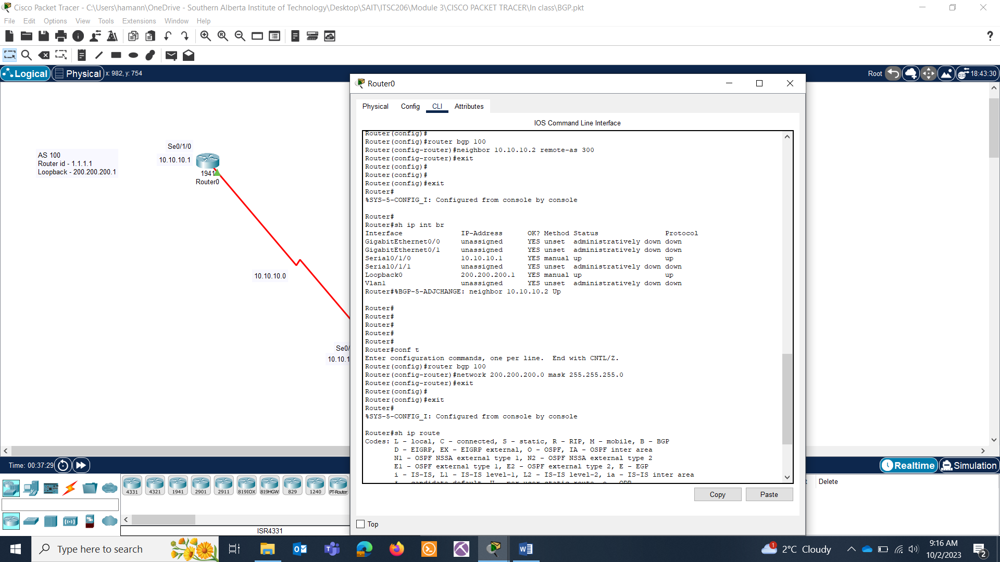 Cisco Packet Tracer - C:\Users\hamann\OneDrive - Southern Alberta Institute of Technology\Desktop\SAIT\ITSC206\Module 3\CISCO PACKET TRACER\In class\BGP.pkt
File Edit Options View Tools Extensions Window Help
Logical Physical x: 982, y: 754 Root 18:43:30
AS 100
Router id - 1.1.1.1
Loopback - 200.200.200.1
Se0/1/0
10.10.10.1
1941
Router0
10.10.10.0
Se0/
10.10.1
Router0
Physical Config CLI Attributes
IOS Command Line Interface
Router(config)#
Router(config)#router bgp 100
Router(config-router)#neighbor 10.10.10.2 remote-as 300
Router(config-router)#exit
Router(config)#
Router(config)#
Router(config)#exit
Router#
%SYS-5-CONFIG_I: Configured from console by console
Router#
Router#sh ip int br
Interface IP-Address OK? Method Status Protocol
GigabitEthernet0/0 unassigned YES unset administratively down down
GigabitEthernet0/1 unassigned YES unset administratively down down
Serial0/1/0 10.10.10.1 YES manual up up
Serial0/1/1 unassigned YES unset administratively down down
Loopback0 200.200.200.1 YES manual up up
Vlan1 unassigned YES unset administratively down down
Router#%BGP-5-ADJCHANGE: neighbor 10.10.10.2 Up
Router#
Router#
Router#
Router#
Router#
Router#conf t
Enter configuration commands, one per line. End with CNTL/Z.
Router(config)#router bgp 100
Router(config-router)#network 200.200.200.0 mask 255.255.255.0
Router(config-router)#exit
Router(config)#
Router(config)#exit
Router#
%SYS-5-CONFIG_I: Configured from console by console
Router#sh ip route
Codes: L - local, C - connected, S - static, R - RIP, M - mobile, B - BGP
D - EIGRP, EX - EIGRP external, O - OSPF, IA - OSPF inter area
N1 - OSPF NSSA external type 1, N2 - OSPF NSSA external type 2
E1 - OSPF external type 1, E2 - OSPF external type 2, E - EGP
i - IS-IS, L1 - IS-IS level-1, L2 - IS-IS level-2, ia - IS-IS inter area
Copy Paste
Top
Time: 00:37:29 Realtime Simulation
t Delete
4331 4321 1941 2901 2911 819IOX 819HGW 829 1240 PT-Router
ISR4331
Type here to search
1 2°C Cloudy
9:16 AM
10/2/2023
2